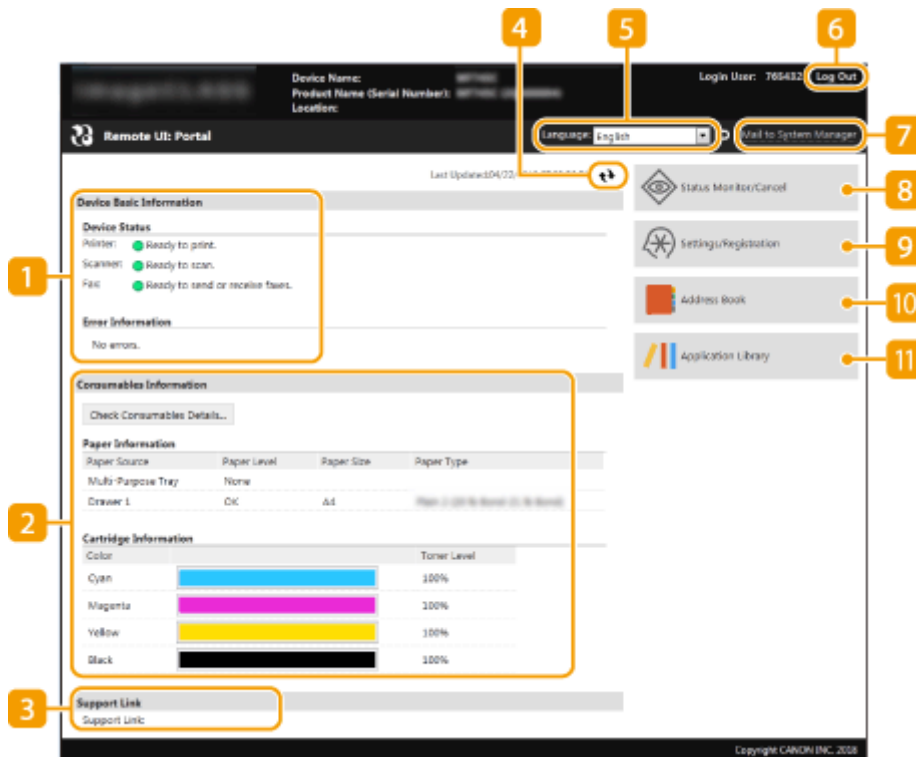 4
5
6
Device Name:
Product Name (Serial Number):
Location:
Login User: 765432
Log Out
Remote UI: Portal
Language: English
Mail to System Manager
7
Last Updated:04/22/
Device Basic Information
Device Status
Printer: Ready to print.
Scanner: Ready to scan.
Fax: Ready to send or receive faxes.
1
Error Information
No errors.
Status Monitor/Cancel
8
Settings/Registration
9
Address Book
10
Application Library
11
Consumables Information
Check Consumables Details...
Paper Information
Paper Source Paper Level Paper Size Paper Type
Multi-Purpose Tray None
Drawer 1 OK A4
2
Cartridge Information
Color Toner Level
Cyan 100%
Magenta 100%
Yellow 100%
Black 100%
3
Support Link
Support Link:
Copyright CANON INC. 2018